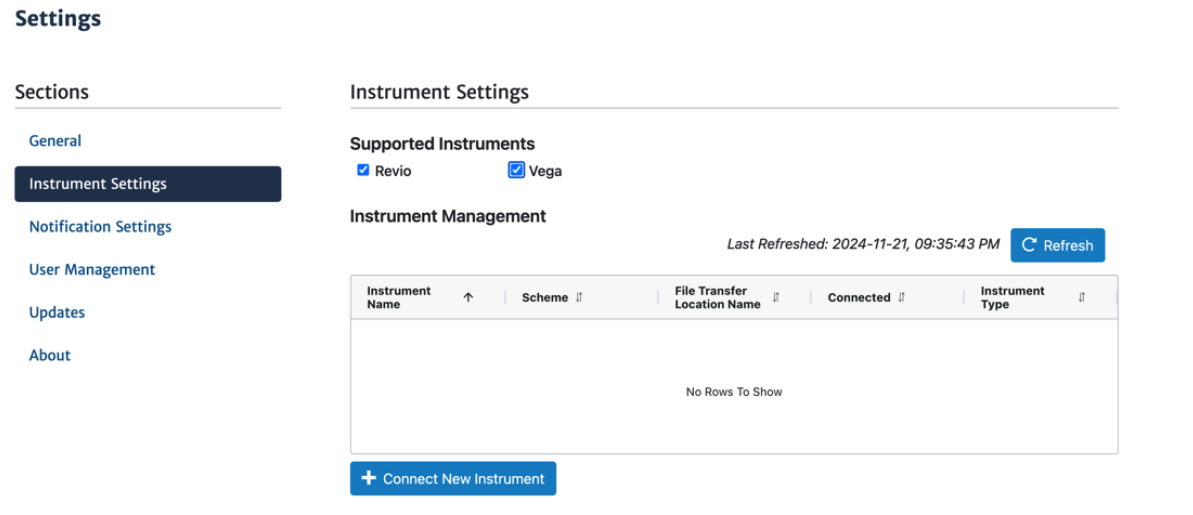 Settings
Sections
General
Instrument Settings
Notification Settings
User Management
Updates
About
Instrument Settings
Supported Instruments
Revio Vega
Instrument Management
Last Refreshed: 2024-11-21, 09:35:43 PM Refresh
Instrument Name Scheme File Transfer Location Name Connected Instrument Type
No Rows To Show
Connect New Instrument